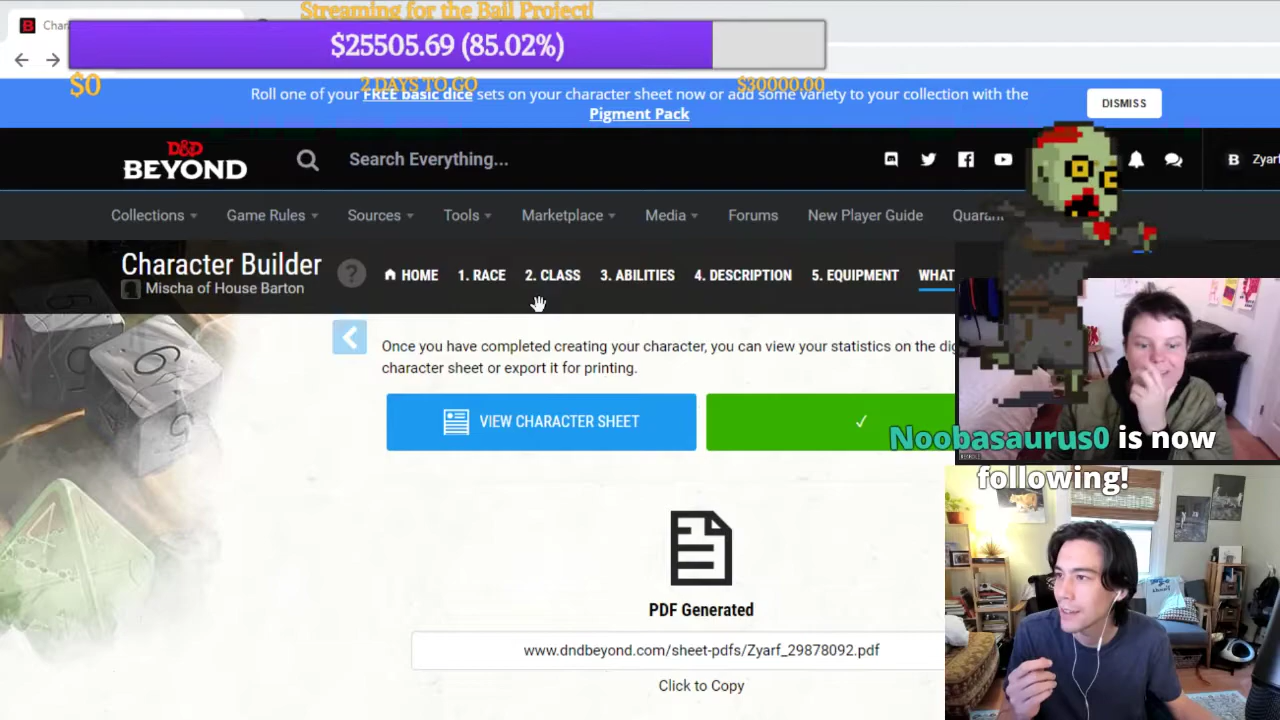 Streaming for the Bail Project!
$25505.69 (85.02%)
$0
2 DAYS TO GO
$30000.00
Roll one of your FREE basic dice sets on your character sheet now or add some variety to your collection with the
Pigment Pack
DISMISS
D&D
BEYOND
Search Everything...
Zyarf
Collections
Game Rules
Sources
Tools
Marketplace
Media
Forums
New Player Guide
Character Builder
Mischa of House Barton
?
HOME
1. RACE
2. CLASS
3. ABILITIES
4. DESCRIPTION
5. EQUIPMENT
WHAT
Once you have completed creating your character, you can view your statistics on the dig
character sheet or export it for printing.
VIEW CHARACTER SHEET
Noobasaurus0 is now
following!
PDF Generated
www.dndbeyond.com/sheet-pdfs/Zyarf_29878092.pdf
Click to Copy